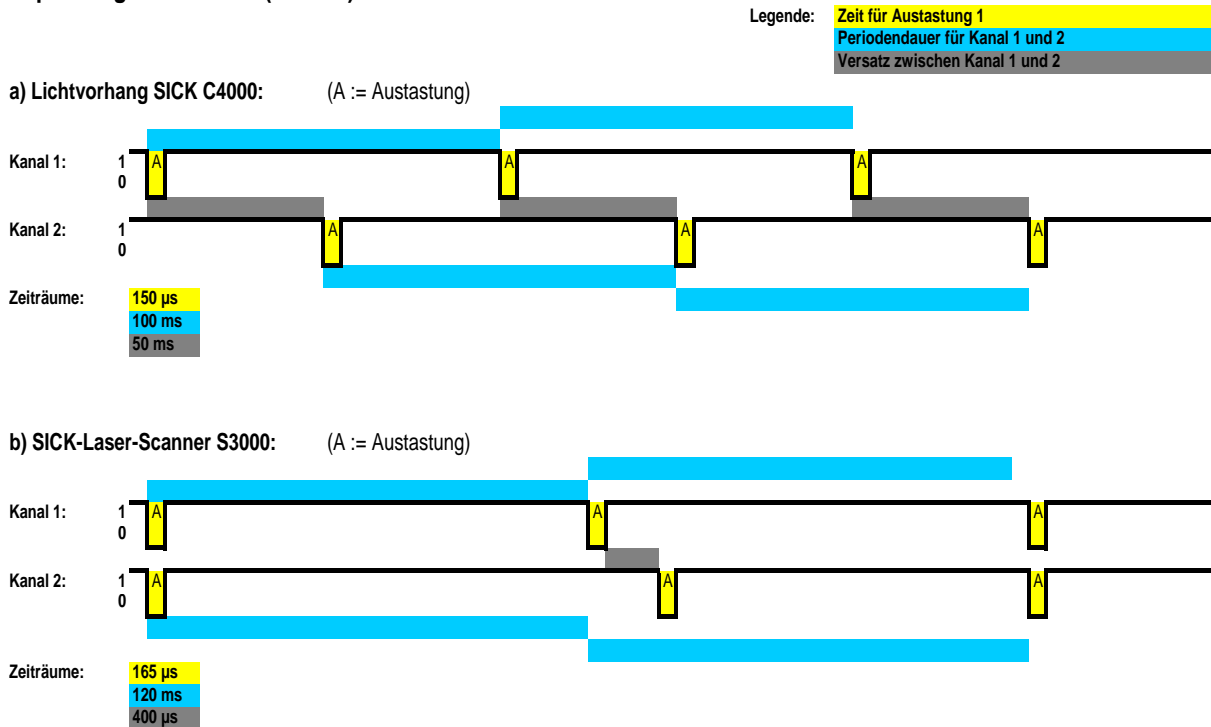 Legende: Zeit für Austastung 1
Periodendauer für Kanal 1 und 2
Versatz zwischen Kanal 1 und 2
a) Lichtvorhang SICK C4000: (A := Austastung)
Kanal 1: 1 A A A
0
Kanal 2: 1 A A A
0
Zeiträume: 150 µs
100 ms
50 ms
b) SICK-Laser-Scanner S3000: (A := Austastung)
Kanal 1: 1 A A A
0
Kanal 2: 1 A A A
0
Zeiträume: 165 µs
120 ms
400 µs